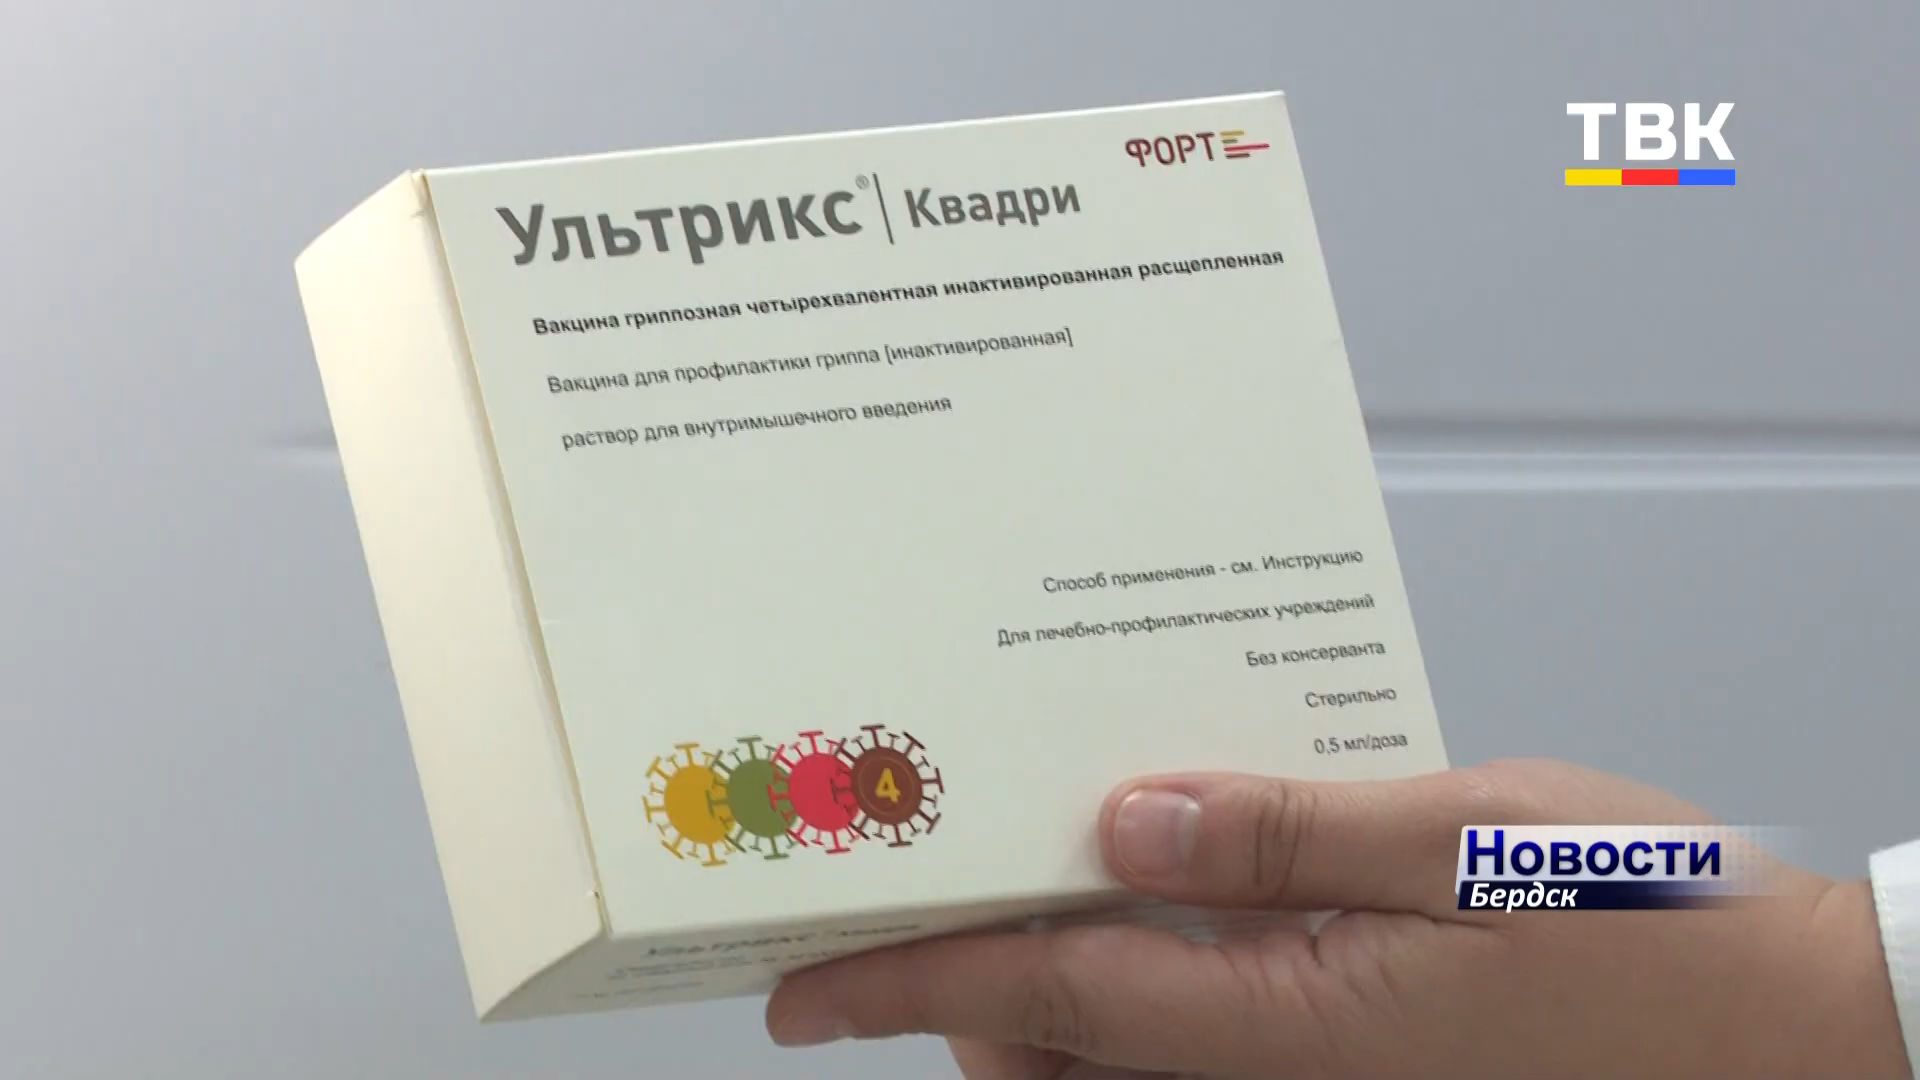 ТВК
ФОРТЕ
Ультрикс® | Квадри
Вакцина гриппозная четырехвалентная инактивированная расщепленная
Вакцина для профилактики гриппа [инактивированная]
раствор для внутримышечного введения
Способ применения - см. Инструкцию
Для лечебно-профилактических учреждений
Без консерванта
Стерильно
0,5 мл/доза
4
Новости
Бердск